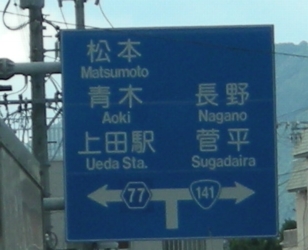 松本
Matsumoto
青木 長野
Aoki Nagano
上田駅 菅平
Ueda Sta. Sugadaira
77 141